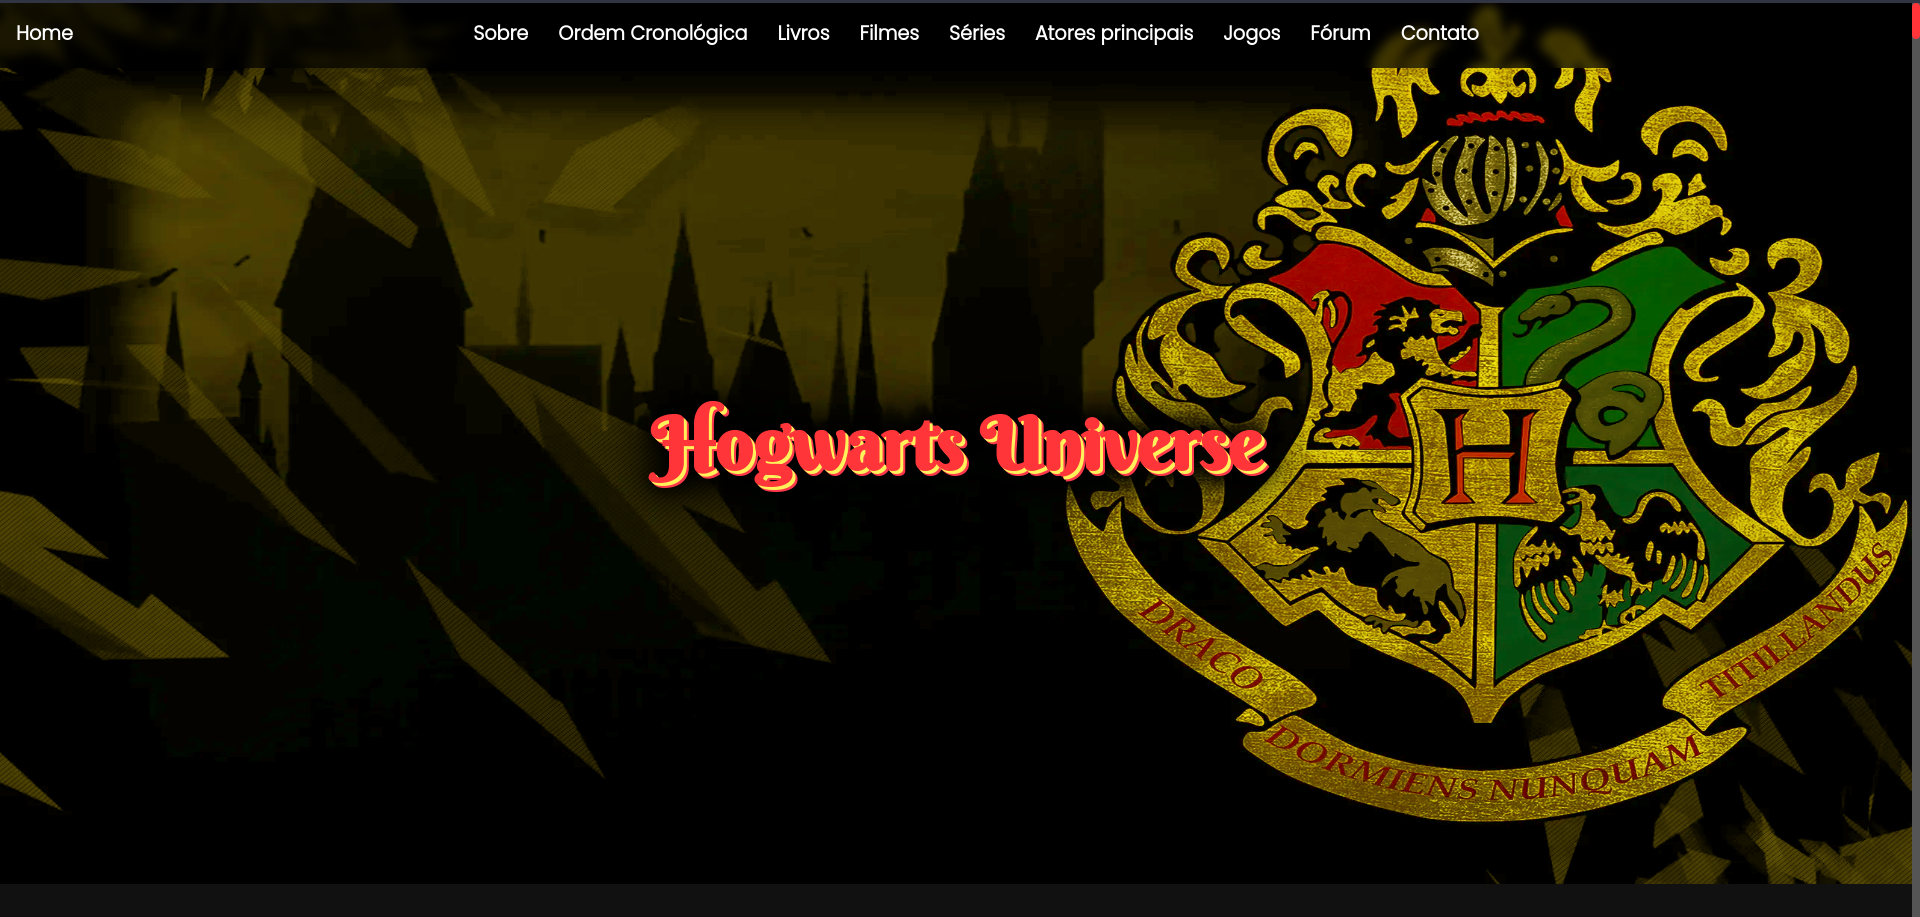 Home Sobre Ordem Cronológica Livros Filmes Séries Atores principais Jogos Fórum Contato
Hogwarts Universe
H
DRACO
DORMIENS NUNQUAM
TITILLANDUS